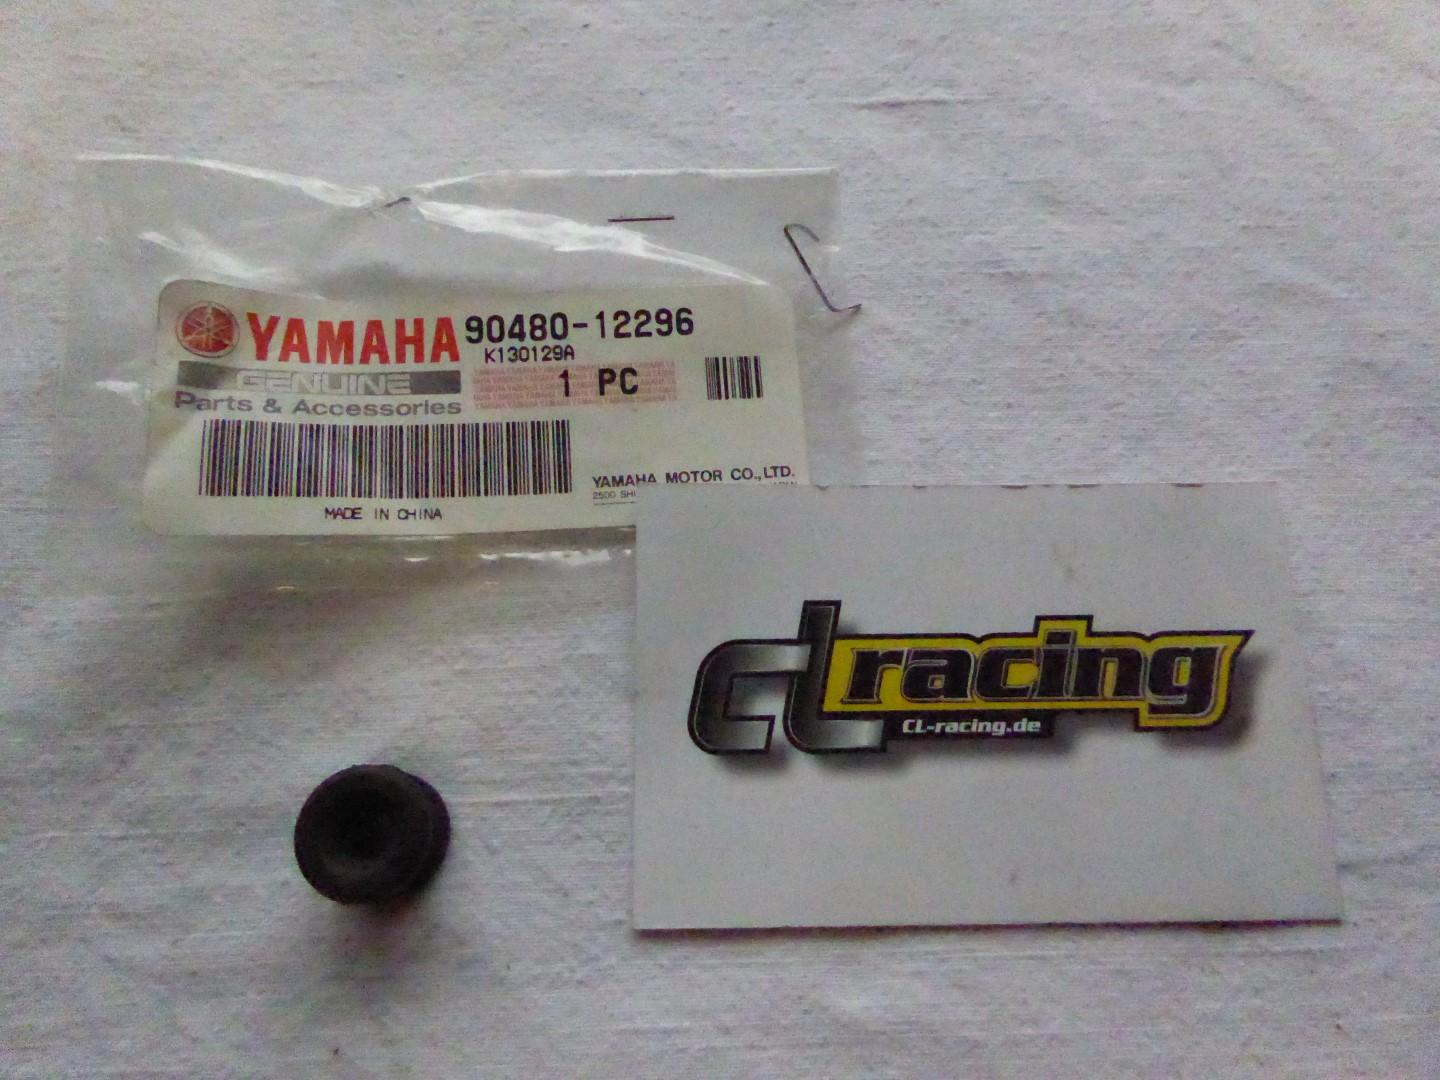 YAMAHA 90480-12296
K130129A
GENUINE
1 PC
Parts & Accessories
YAMAHA MOTOR CO.,LTD.
2500
MADE IN CHINA
CL racing
CL-racing.de